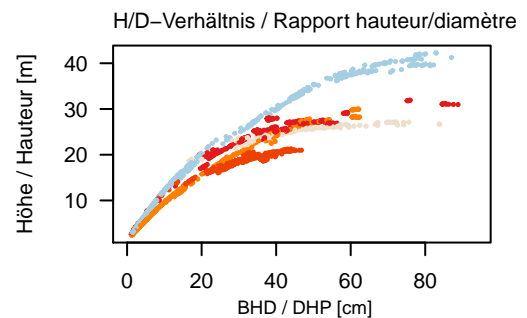 H/D−Verhältnis / Rapport hauteur/diamètre
Höhe / Hauteur [m]
40
30
20
10
0 20 40 60 80
BHD / DHP [cm]